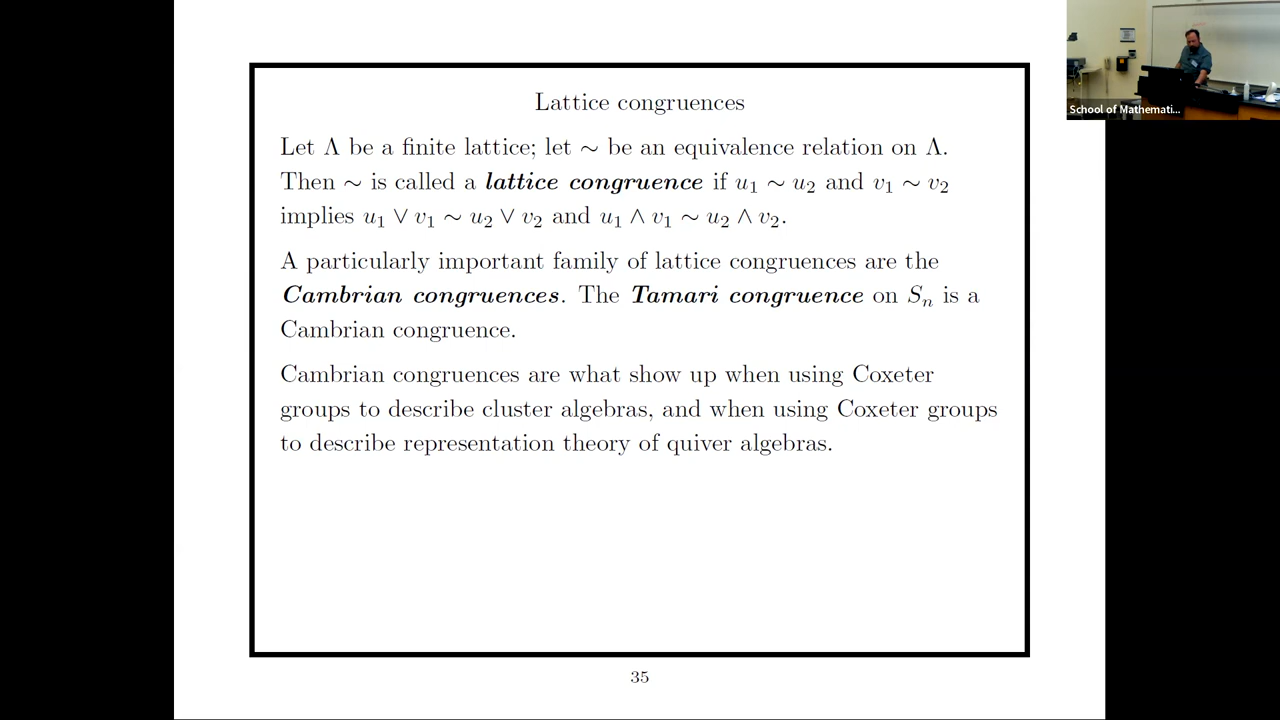 Lattice congruences
Let Λ be a finite lattice; let ∼ be an equivalence relation on Λ.
Then ∼ is called a lattice congruence if u₁ ∼ u₂ and v₁ ∼ v₂
implies u₁ ∨ v₁ ∼ u₂ ∨ v₂ and u₁ ∧ v₁ ∼ u₂ ∧ v₂.
A particularly important family of lattice congruences are the
Cambrian congruences. The Tamari congruence on Sₙ is a
Cambrian congruence.
Cambrian congruences are what show up when using Coxeter
groups to describe cluster algebras, and when using Coxeter groups
to describe representation theory of quiver algebras.
35
School of Mathemati...